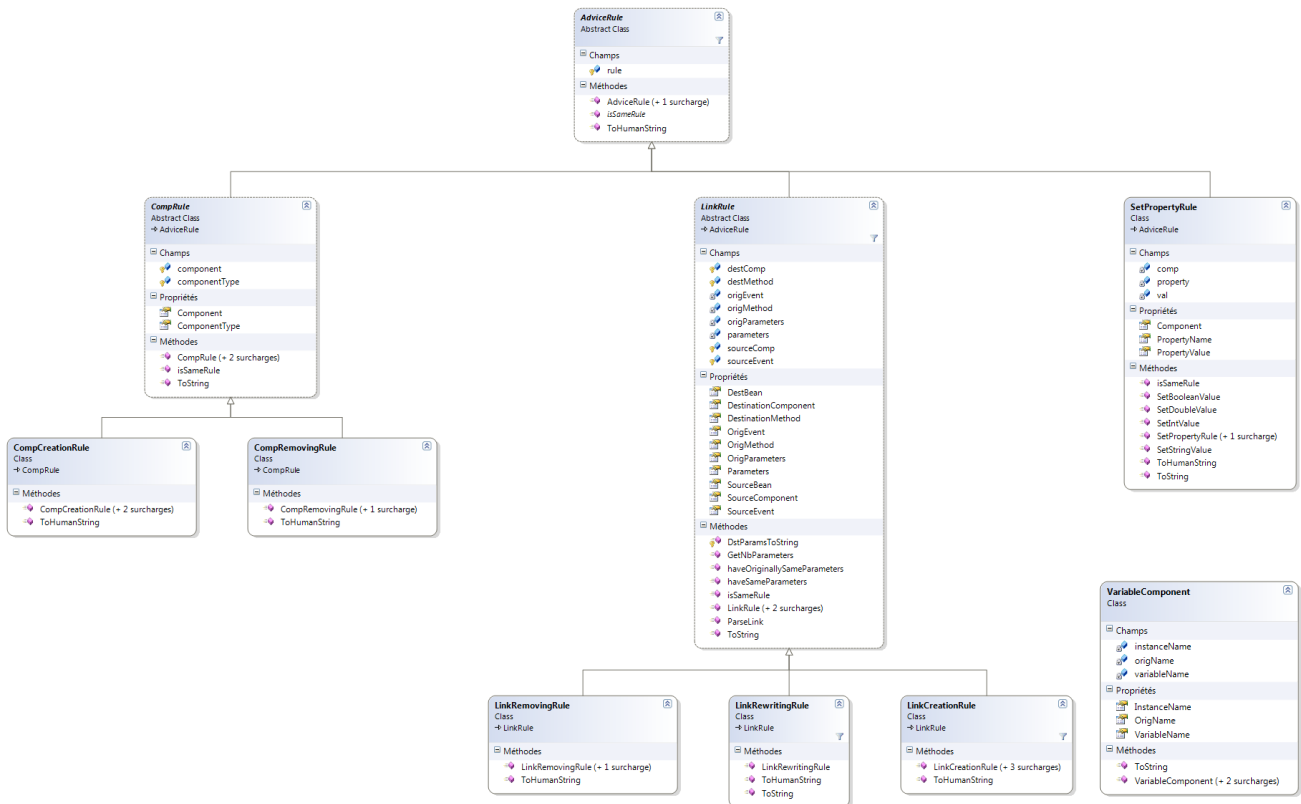 AdviceRule
Abstract Class
Champs
rule
Méthodes
AdviceRule (+ 1 surcharge)
isSameRule
ToHumanString
CompRule
Abstract Class
AdviceRule
Champs
component
componentType
Propriétés
Component
ComponentType
Méthodes
CompRule (+ 2 surcharges)
isSameRule
ToString
LinkRule
Abstract Class
AdviceRule
Champs
destComp
destMethod
origEvent
origMethod
origParameters
parameters
sourceComp
sourceEvent
Propriétés
DestBean
DestinationComponent
DestinationMethod
OrigEvent
OrigMethod
OrigParameters
Parameters
SourceBean
SourceComponent
SourceEvent
Méthodes
DstParamsToString
GetNbParameters
haveOriginallySameParameters
haveSameParameters
isSameRule
LinkRule (+ 2 surcharges)
ParseLink
ToString
SetPropertyRule
Class
AdviceRule
Champs
comp
property
val
Propriétés
Component
PropertyName
PropertyValue
Méthodes
isSameRule
SetBooleanValue
SetDoubleValue
SetIntValue
SetPropertyRule (+ 1 surcharge)
SetStringValue
ToHumanString
ToString
CompCreationRule
Class
CompRule
Méthodes
CompCreationRule (+ 2 surcharges)
ToHumanString
CompRemovingRule
Class
CompRule
Méthodes
CompRemovingRule (+ 1 surcharge)
ToHumanString
VariableComponent
Class
Champs
instanceName
origName
variableName
Propriétés
InstanceName
OrigName
VariableName
Méthodes
ToString
VariableComponent (+ 2 surcharges)
LinkRemovingRule
Class
LinkRule
Méthodes
LinkRemovingRule (+ 1 surcharge)
ToHumanString
LinkRewritingRule
Class
LinkRule
Méthodes
LinkRewritingRule
ToHumanString
ToString
LinkCreationRule
Class
LinkRule
Méthodes
LinkCreationRule (+ 3 surcharges)
ToHumanString